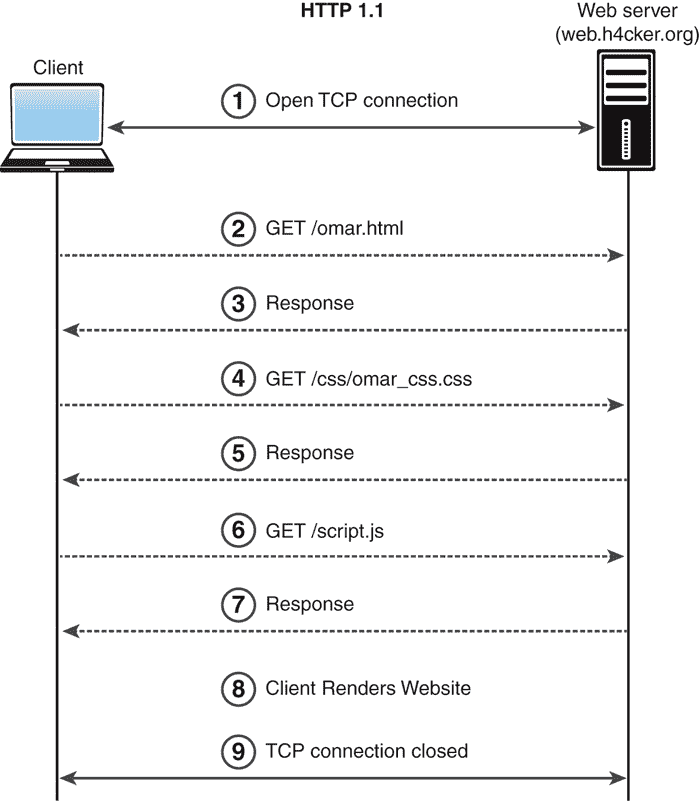 HTTP 1.1
Web server
(web.h4cker.org)
Client
1 Open TCP connection
2 GET /omar.html
3 Response
4 GET /css/omar_css.css
5 Response
6 GET /script.js
7 Response
8 Client Renders Website
9 TCP connection closed